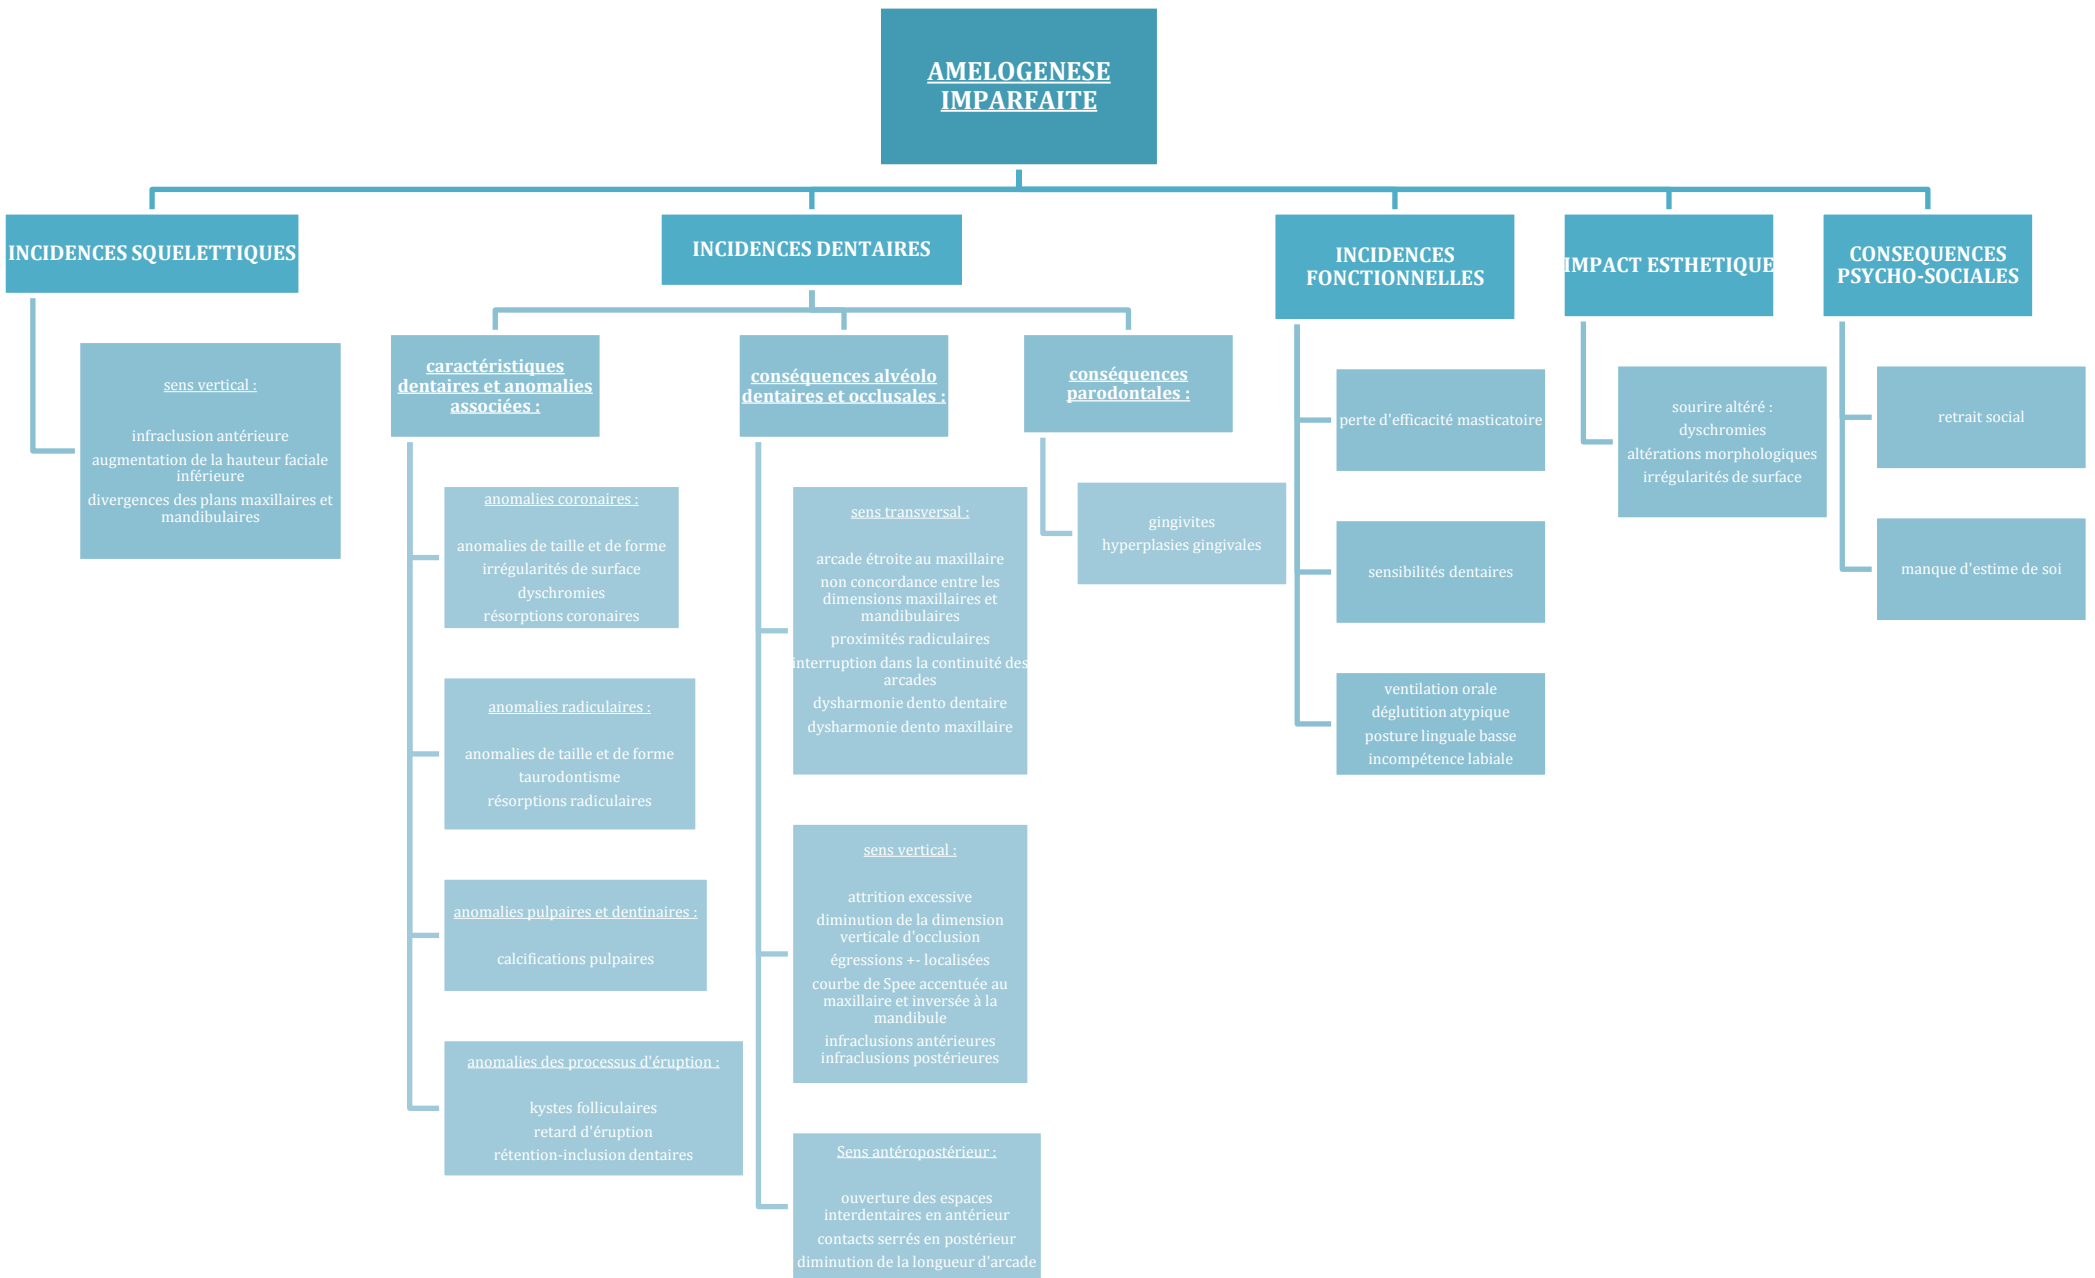 AMELOGENESE
IMPARFAITE
INCIDENCES SQUELETTIQUES
sens vertical :
infraclusion antérieure
augmentation de la hauteur faciale
inférieure
divergences des plans maxillaires et
mandibulaires
INCIDENCES DENTAIRES
caractéristiques
dentaires et anomalies
associées :
anomalies coronaires :
anomalies de taille et de forme
irrégularités de surface
dyschromies
résorptions coronaires
anomalies radiculaires :
anomalies de taille et de forme
taurodontisme
résorptions radiculaires
anomalies pulpaires et dentinaires :
calcifications pulpaires
anomalies des processus d'éruption :
kystes folliculaires
retard d'éruption
rétention-inclusion dentaires
conséquences alvéolo
dentaires et occlusales :
sens transversal :
arcade étroite au maxillaire
non concordance entre les
dimensions maxillaires et
mandibulaires
proximités radiculaires
interruption dans la continuité des
arcades
dysharmonie dento dentaire
dysharmonie dento maxillaire
sens vertical :
attrition excessive
diminution de la dimension
verticale d'occlusion
égressions +- localisées
courbe de Spee accentuée au
maxillaire et inversée à la
mandibule
infraclusions antérieures
infraclusions postérieures
Sens antéropostérieur :
ouverture des espaces
interdentaires en antérieur
contacts serrés en postérieur
diminution de la longueur d'arcade
conséquences
parodontales :
gingivites
hyperplasies gingivales
INCIDENCES
FONCTIONNELLES
perte d'efficacité masticatoire
sensibilités dentaires
ventilation orale
déglutition atypique
posture linguale basse
incompétence labiale
IMPACT ESTHETIQUE
sourire altéré :
dyschromies
altérations morphologiques
irrégularités de surface
CONSEQUENCES
PSYCHO-SOCIALES
retrait social
manque d'estime de soi